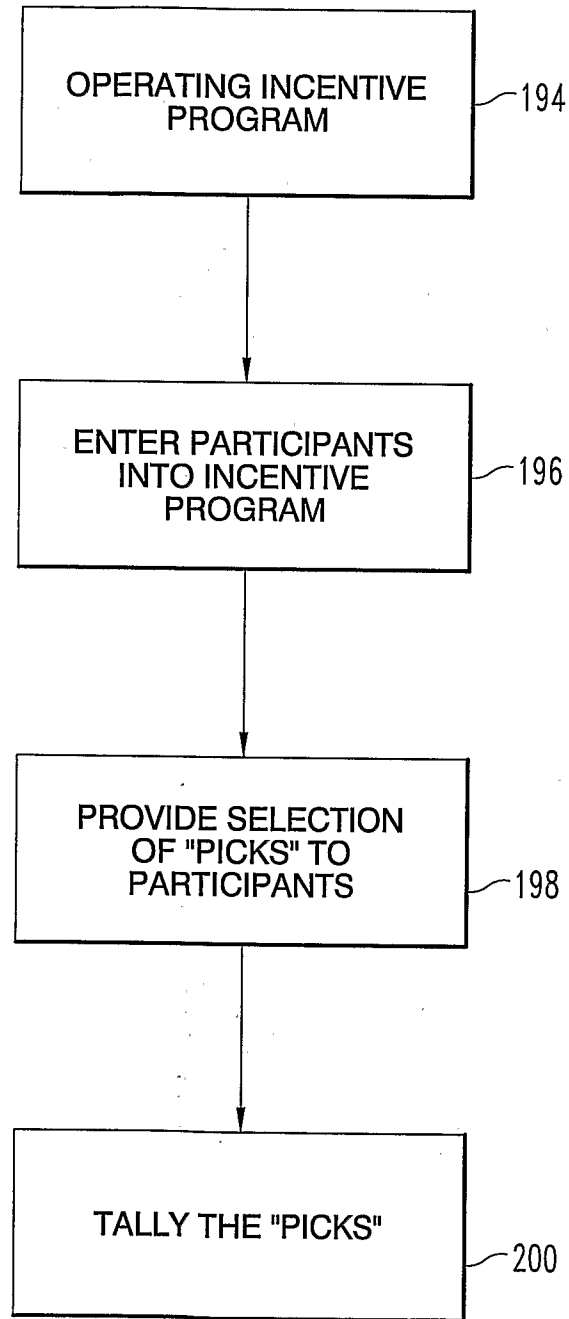 OPERATING INCENTIVE
PROGRAM
194
ENTER PARTICIPANTS
INTO INCENTIVE
PROGRAM
196
PROVIDE SELECTION
OF "PICKS" TO
PARTICIPANTS
198
TALLY THE "PICKS"
200